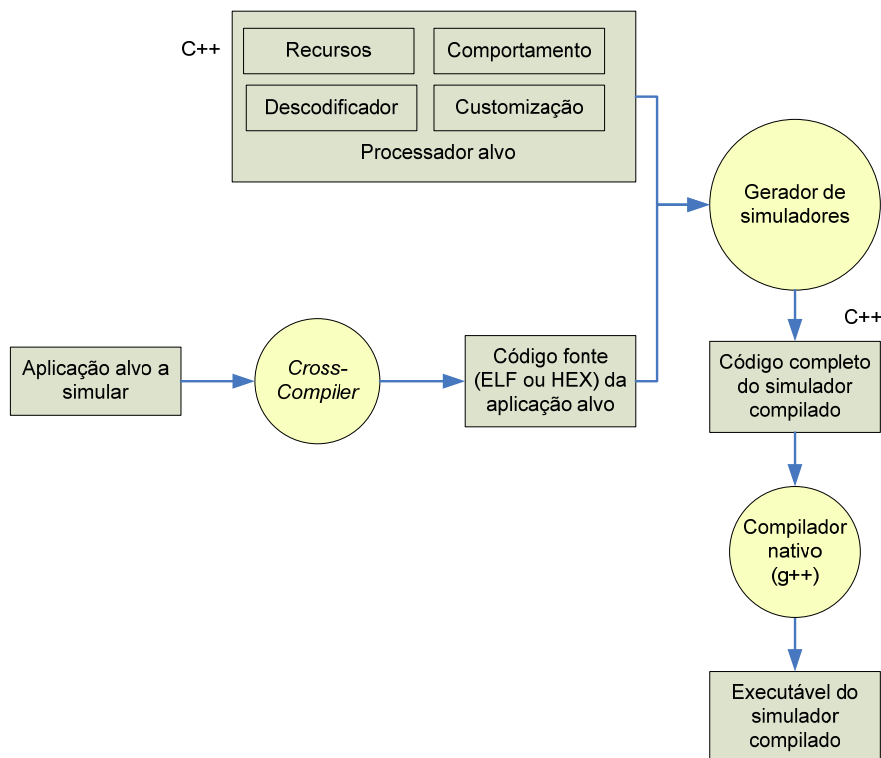 C++
Recursos
Comportamento
Descodificador
Customização
Processador alvo
Gerador de
simuladores
C++
Aplicação alvo a
simular
Cross-
Compiler
Código fonte
(ELF ou HEX) da
aplicação alvo
Código completo
do simulador
compilado
Compilador
nativo
(g++)
Executável do
simulador
compilado